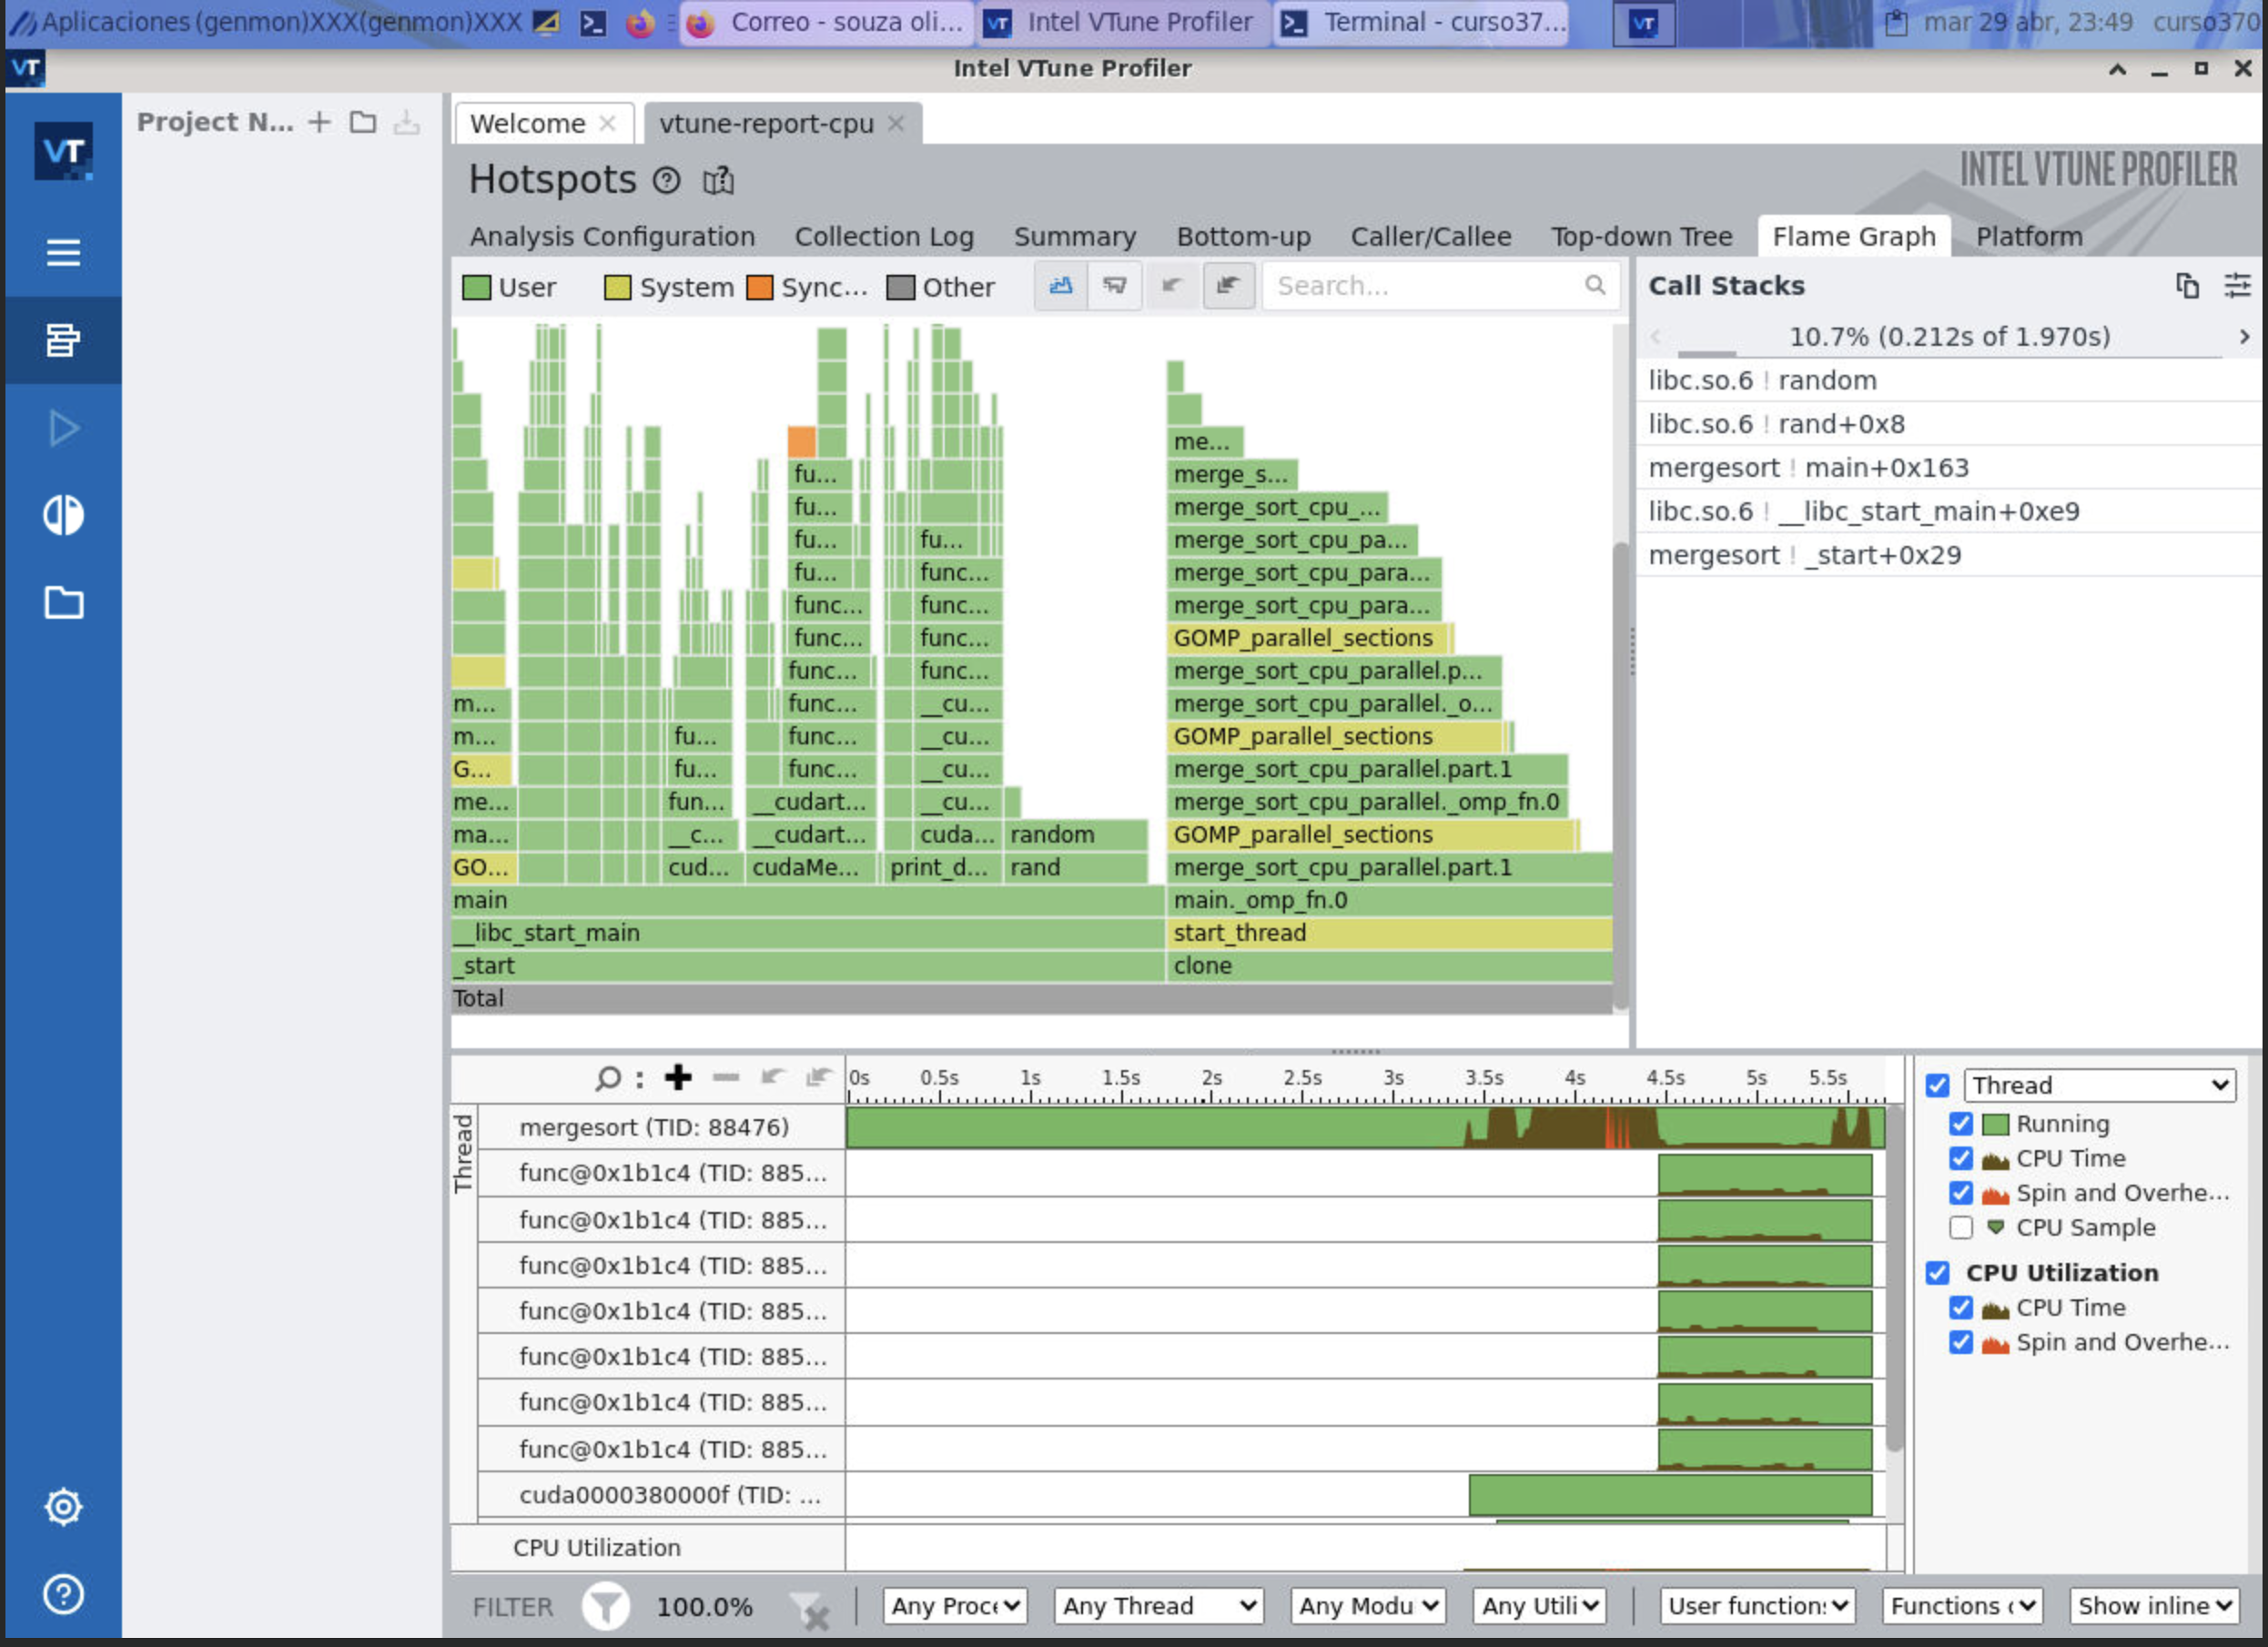 Aplicaciones (genmon)XXX(genmon)XXX Correo - souza oli... Intel VTune Profiler Terminal - curso37... mar 29 abr, 23:49 curso370
Intel VTune Profiler
Project N...
Welcome vtune-report-cpu
Hotspots
INTEL VTUNE PROFILER
Analysis Configuration Collection Log Summary Bottom-up Caller/Callee Top-down Tree Flame Graph Platform
User System Sync... Other Search...
me...
fu... merge_s...
fu... merge_sort_cpu_...
fu... fu... merge_sort_cpu_pa...
fu... func... merge_sort_cpu_para...
func... func... merge_sort_cpu_para...
func... func... GOMP_parallel_sections
func... func... merge_sort_cpu_parallel.p...
m... func... __cu... merge_sort_cpu_parallel._o...
m... fu... func... __cu... GOMP_parallel_sections
G... fu... func... __cu... merge_sort_cpu_parallel.part.1
me... fun... __cudart... __cu... merge_sort_cpu_parallel._omp_fn.0
ma... __c... __cudart... cuda... random GOMP_parallel_sections
GO... cud... cudaMe... print_d... rand merge_sort_cpu_parallel.part.1
main main._omp_fn.0
__libc_start_main start_thread
_start clone
Total
Call Stacks
10.7% (0.212s of 1.970s)
libc.so.6 ! random
libc.so.6 ! rand+0x8
mergesort ! main+0x163
libc.so.6 ! __libc_start_main+0xe9
mergesort ! _start+0x29
0s 0.5s 1s 1.5s 2s 2.5s 3s 3.5s 4s 4.5s 5s 5.5s
Thread
mergesort (TID: 88476)
func@0x1b1c4 (TID: 885...
func@0x1b1c4 (TID: 885...
func@0x1b1c4 (TID: 885...
func@0x1b1c4 (TID: 885...
func@0x1b1c4 (TID: 885...
func@0x1b1c4 (TID: 885...
func@0x1b1c4 (TID: 885...
cuda0000380000f (TID: ...
CPU Utilization
Thread
Running
CPU Time
Spin and Overhe...
CPU Sample
CPU Utilization
CPU Time
Spin and Overhe...
FILTER 100.0% Any Proce Any Thread Any Modu Any Utili User function: Functions Show inline